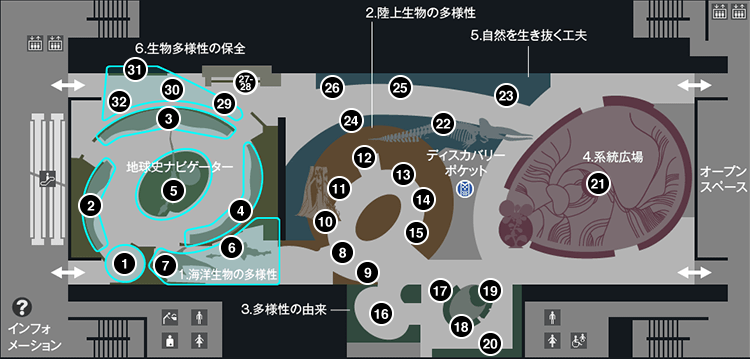 2.陸上生物の多様性
5.自然を生き抜く工夫
6.生物多様性の保全
31
30
32
29
27-
28
26
25
23
24
22
3
地球史ナビゲーター
5
2
4
1
7
6
1.海洋生物の多様性
12
11
13
14
10
15
8
9
ディスカバリー
ポケット
4.系統広場
21
オープン
スペース
3.多様性の由来
16
17
19
18
20
?
インフォ
メーション